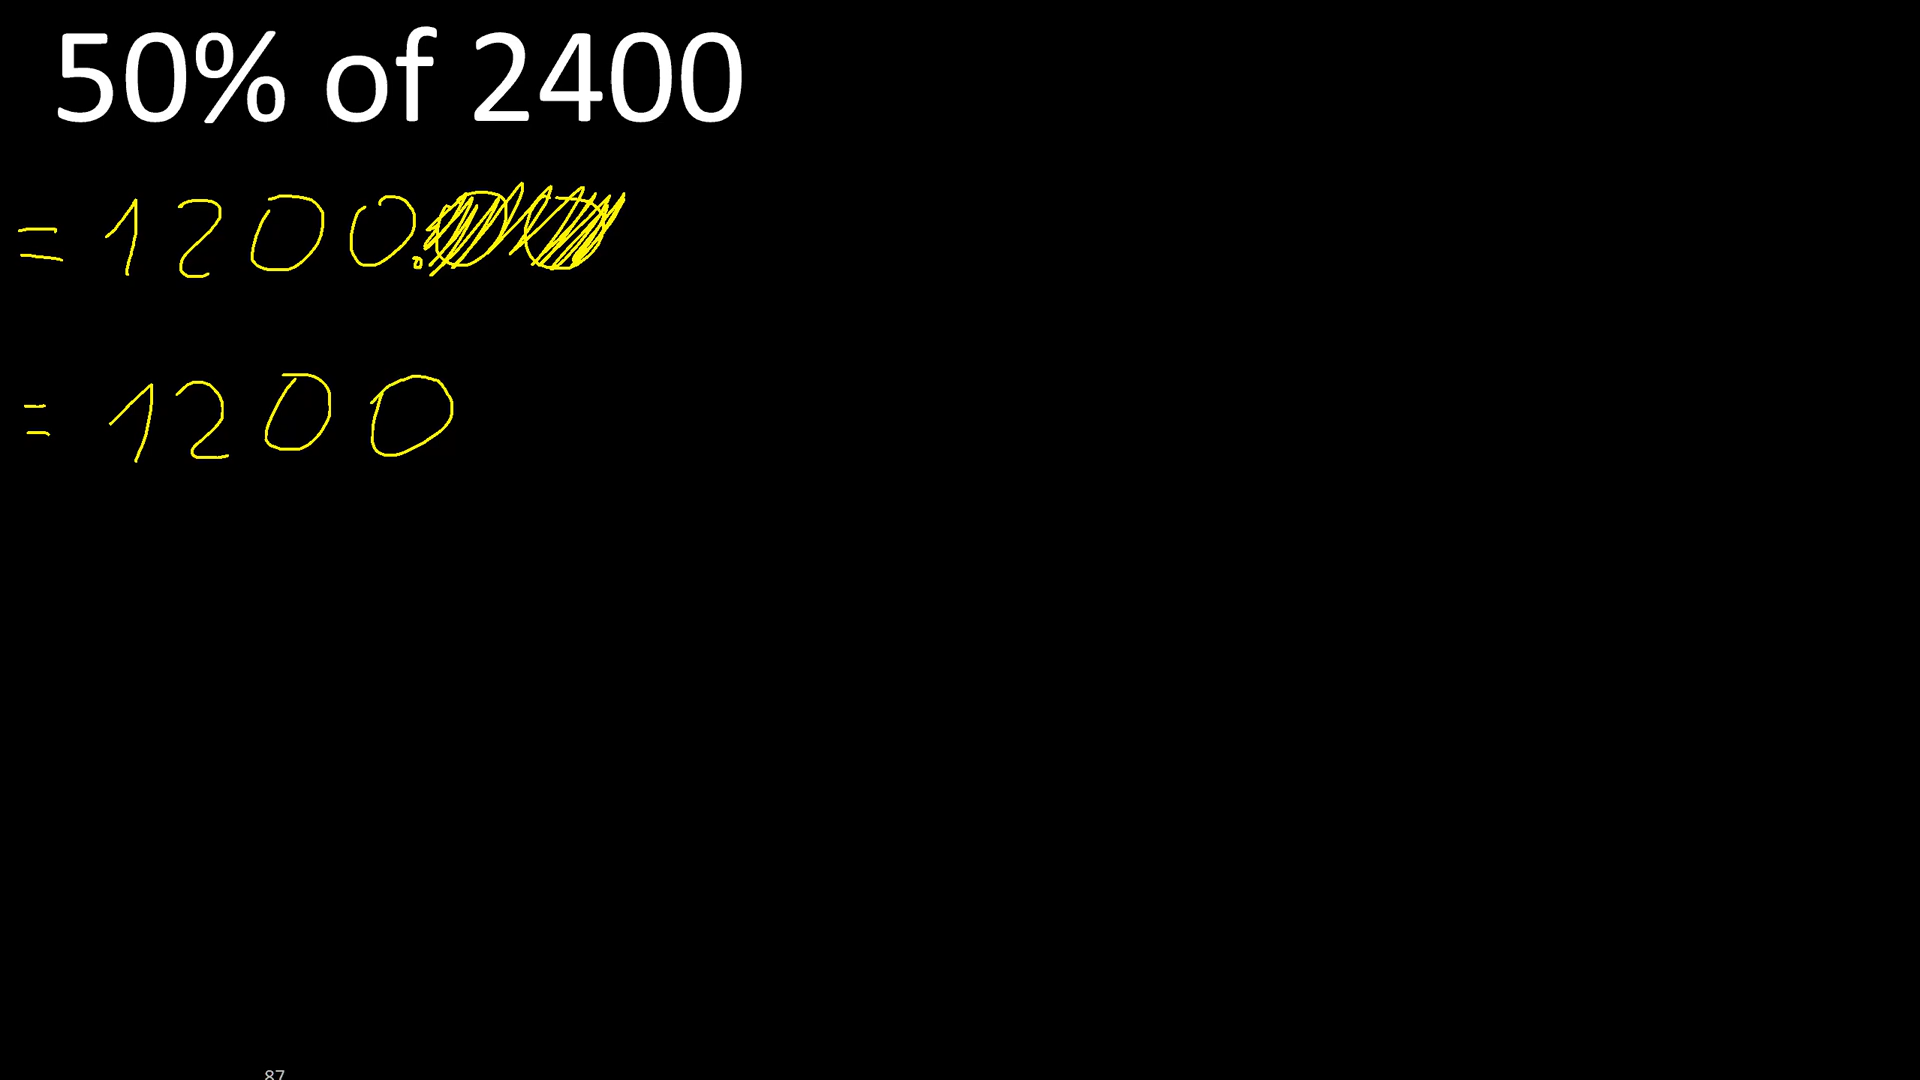 50% of 2400
= 1200.
= 1200
87